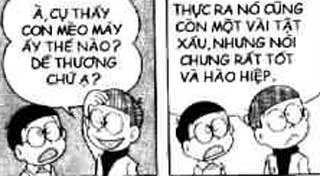 À, CỤ THẤY
CON MÈO MÁY
ẤY THẾ NÀO?
DỄ THƯƠNG
CHỨ Ạ?
THỰC RA NÓ CŨNG
CÒN MỘT VÀI TẬT
XẤU, NHƯNG NÓI
CHUNG RẤT TỐT
VÀ HÀO HIỆP.